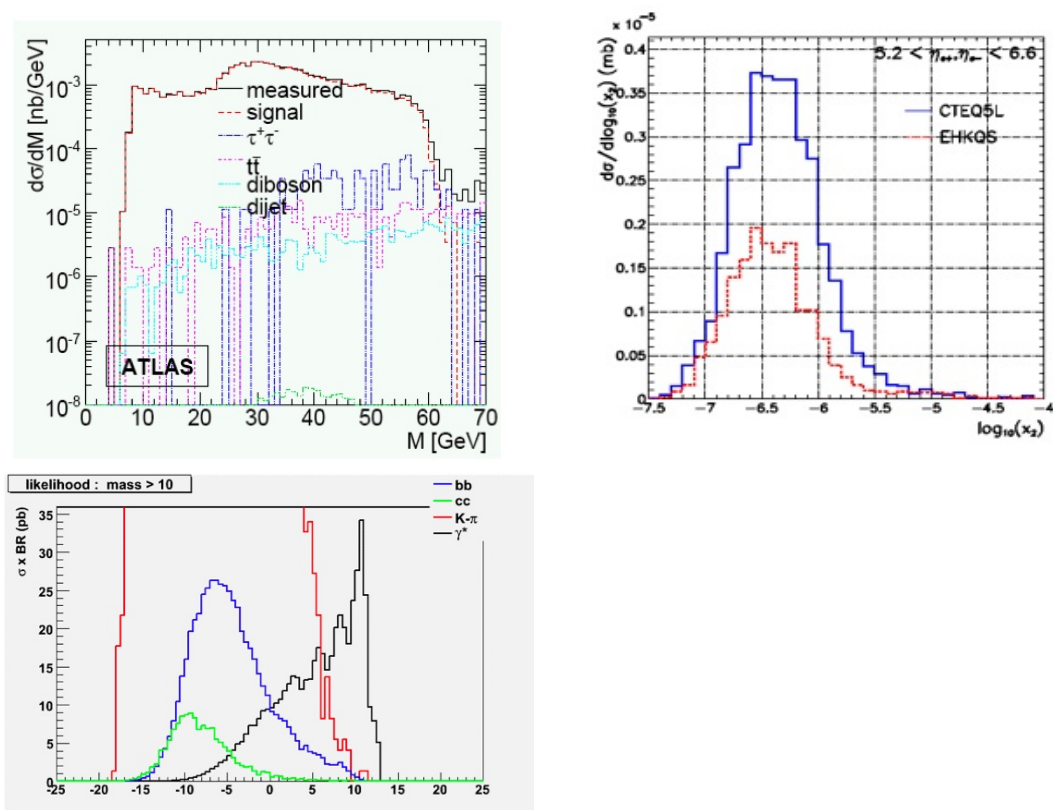 dσ/dM [nb/GeV]
10⁻³
10⁻⁴
10⁻⁵
10⁻⁶
10⁻⁷
10⁻⁸
measured
signal
τ⁺τ⁻
tt̄
diboson
dijet
ATLAS
0 10 20 30 40 50 60 70
M [GeV]
x 10⁻⁵
dσ/dlog₁₀(x₂) (mb)
0.4
0.35
0.3
0.25
0.2
0.15
0.1
0.05
0
5.2 < ηₑ₊,ηₑ₋ < 6.6
CTEQ5L
EHKQS
-7.5 -7 -6.5 -6 -5.5 -5 -4.5 -4
log₁₀(x₂)
likelihood : mass > 10
σ x BR (pb)
35
30
25
20
15
10
5
0
bb
cc
K-π
γ*
-25 -20 -15 -10 -5 0 5 10 15 20 25